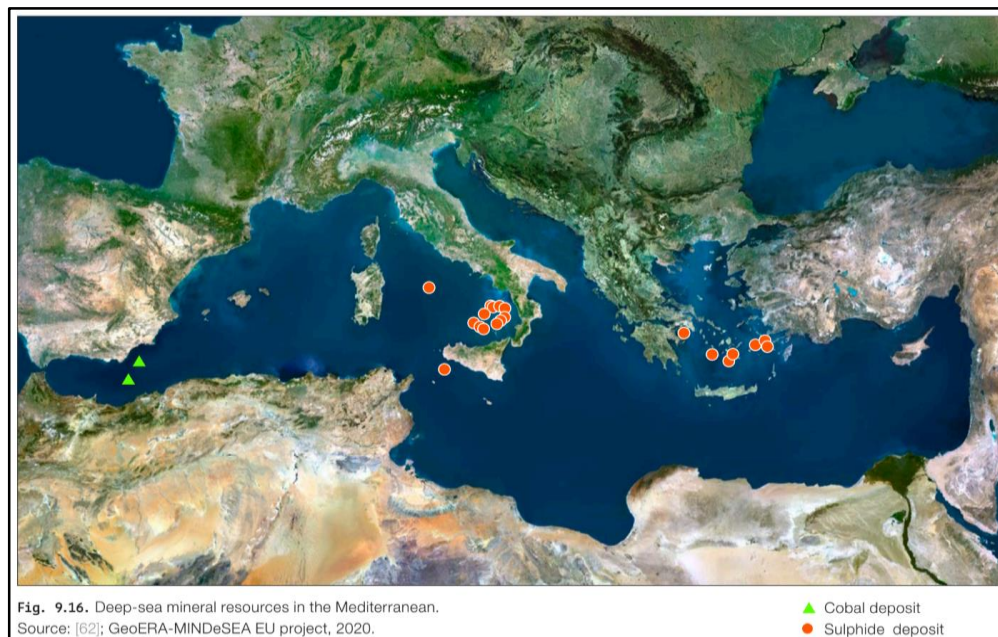 Fig. 9.16. Deep-sea mineral resources in the Mediterranean.
Source: [62]; GeoERA-MINDeSEA EU project, 2020.
Cobal deposit
Sulphide deposit